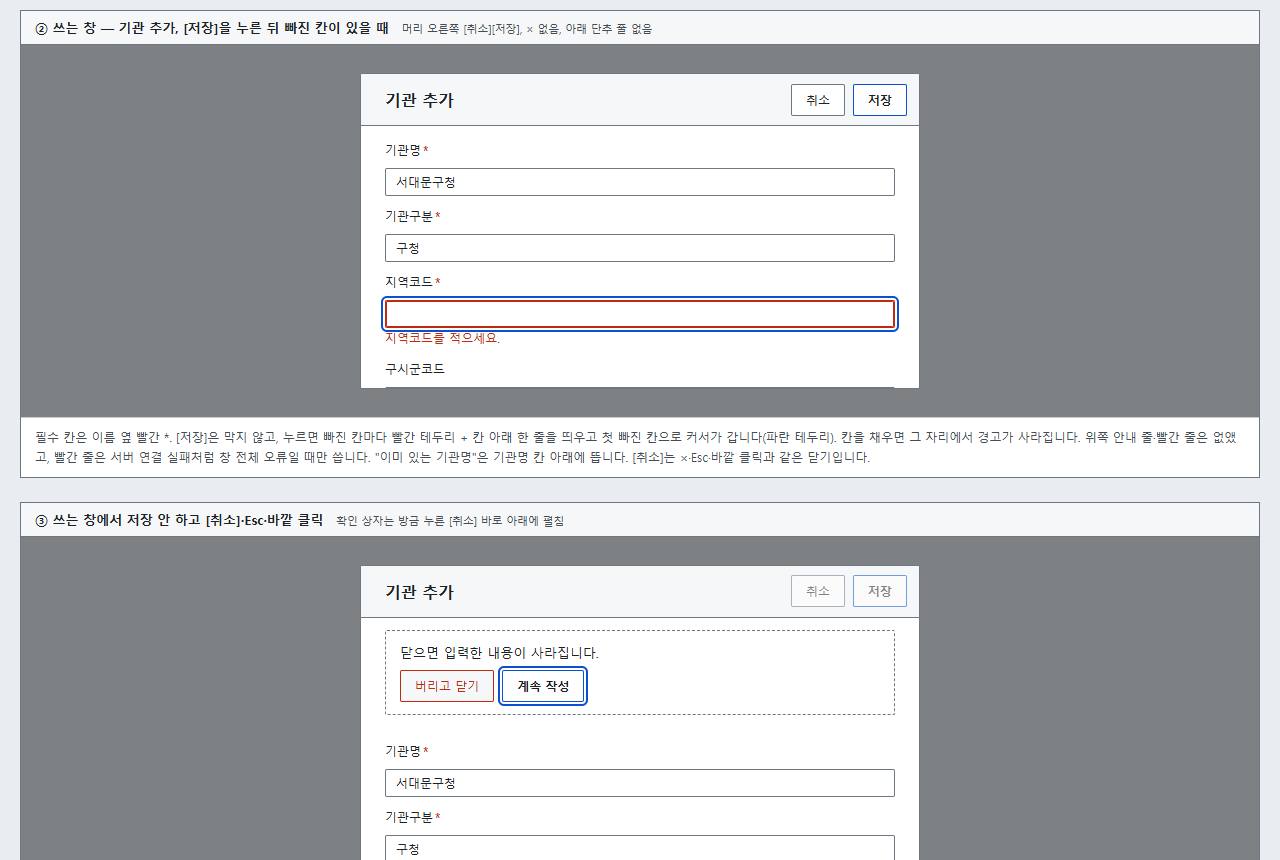 ② 쓰는 창 — 기관 추가, [저장]을 누른 뒤 빠진 칸이 있을 때 머리 오른쪽 [취소][저장], × 없음, 아래 단추 줄 없음
기관 추가
취소
저장
기관명*
서대문구청
기관구분*
구청
지역코드*
지역코드를 적으세요.
구시군코드
필수 칸은 이름 옆 빨간 *. [저장]은 막지 않고, 누르면 빠진 칸마다 빨간 테두리 + 칸 아래 한 줄을 띄우고 첫 빠진 칸으로 커서가 갑니다(파란 테두리). 칸을 채우면 그 자리에서 경고가 사라집니다. 위쪽 안내 줄·빨간 줄은 없앴
고, 빨간 줄은 서버 연결 실패처럼 창 전체 오류일 때만 씁니다. "이미 있는 기관명"은 기관명 칸 아래에 뜹니다. [취소]는 ×·Esc·바깥 클릭과 같은 닫기입니다.
③ 쓰는 창에서 저장 안 하고 [취소]·Esc·바깥 클릭 확인 상자는 방금 누른 [취소] 바로 아래에 펼침
기관 추가
취소
저장
닫으면 입력한 내용이 사라집니다.
버리고 닫기
계속 작성
기관명*
서대문구청
기관구분*
구청